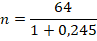 n = 64 / 1 + 0,245